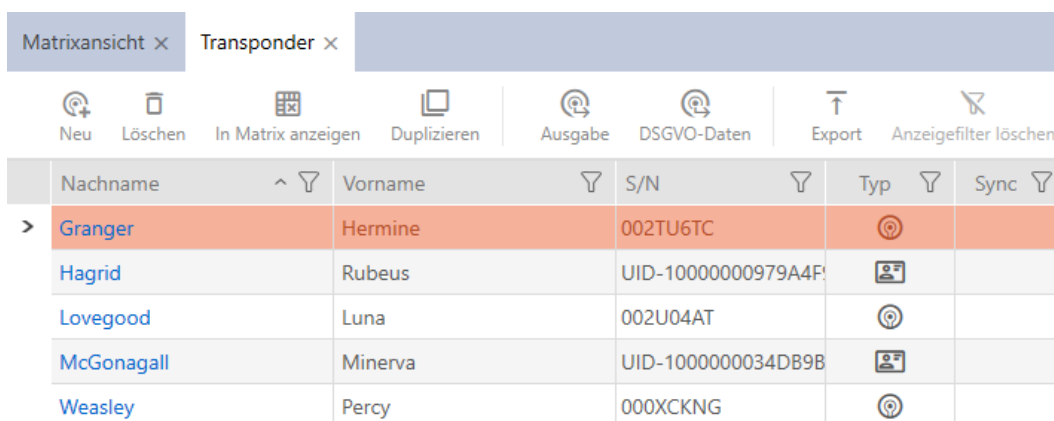 Matrixansicht × Transponder ×
Neu Löschen In Matrix anzeigen Duplizieren Ausgabe DSGVO-Daten Export Anzeigefilter löschen
Nachname Vorname S/N Typ Sync
Granger Hermine 002TU6TC
Hagrid Rubeus UID-10000000979A4F
Lovegood Luna 002U04AT
McGonagall Minerva UID-1000000034DB9B
Weasley Percy 000XCKNG